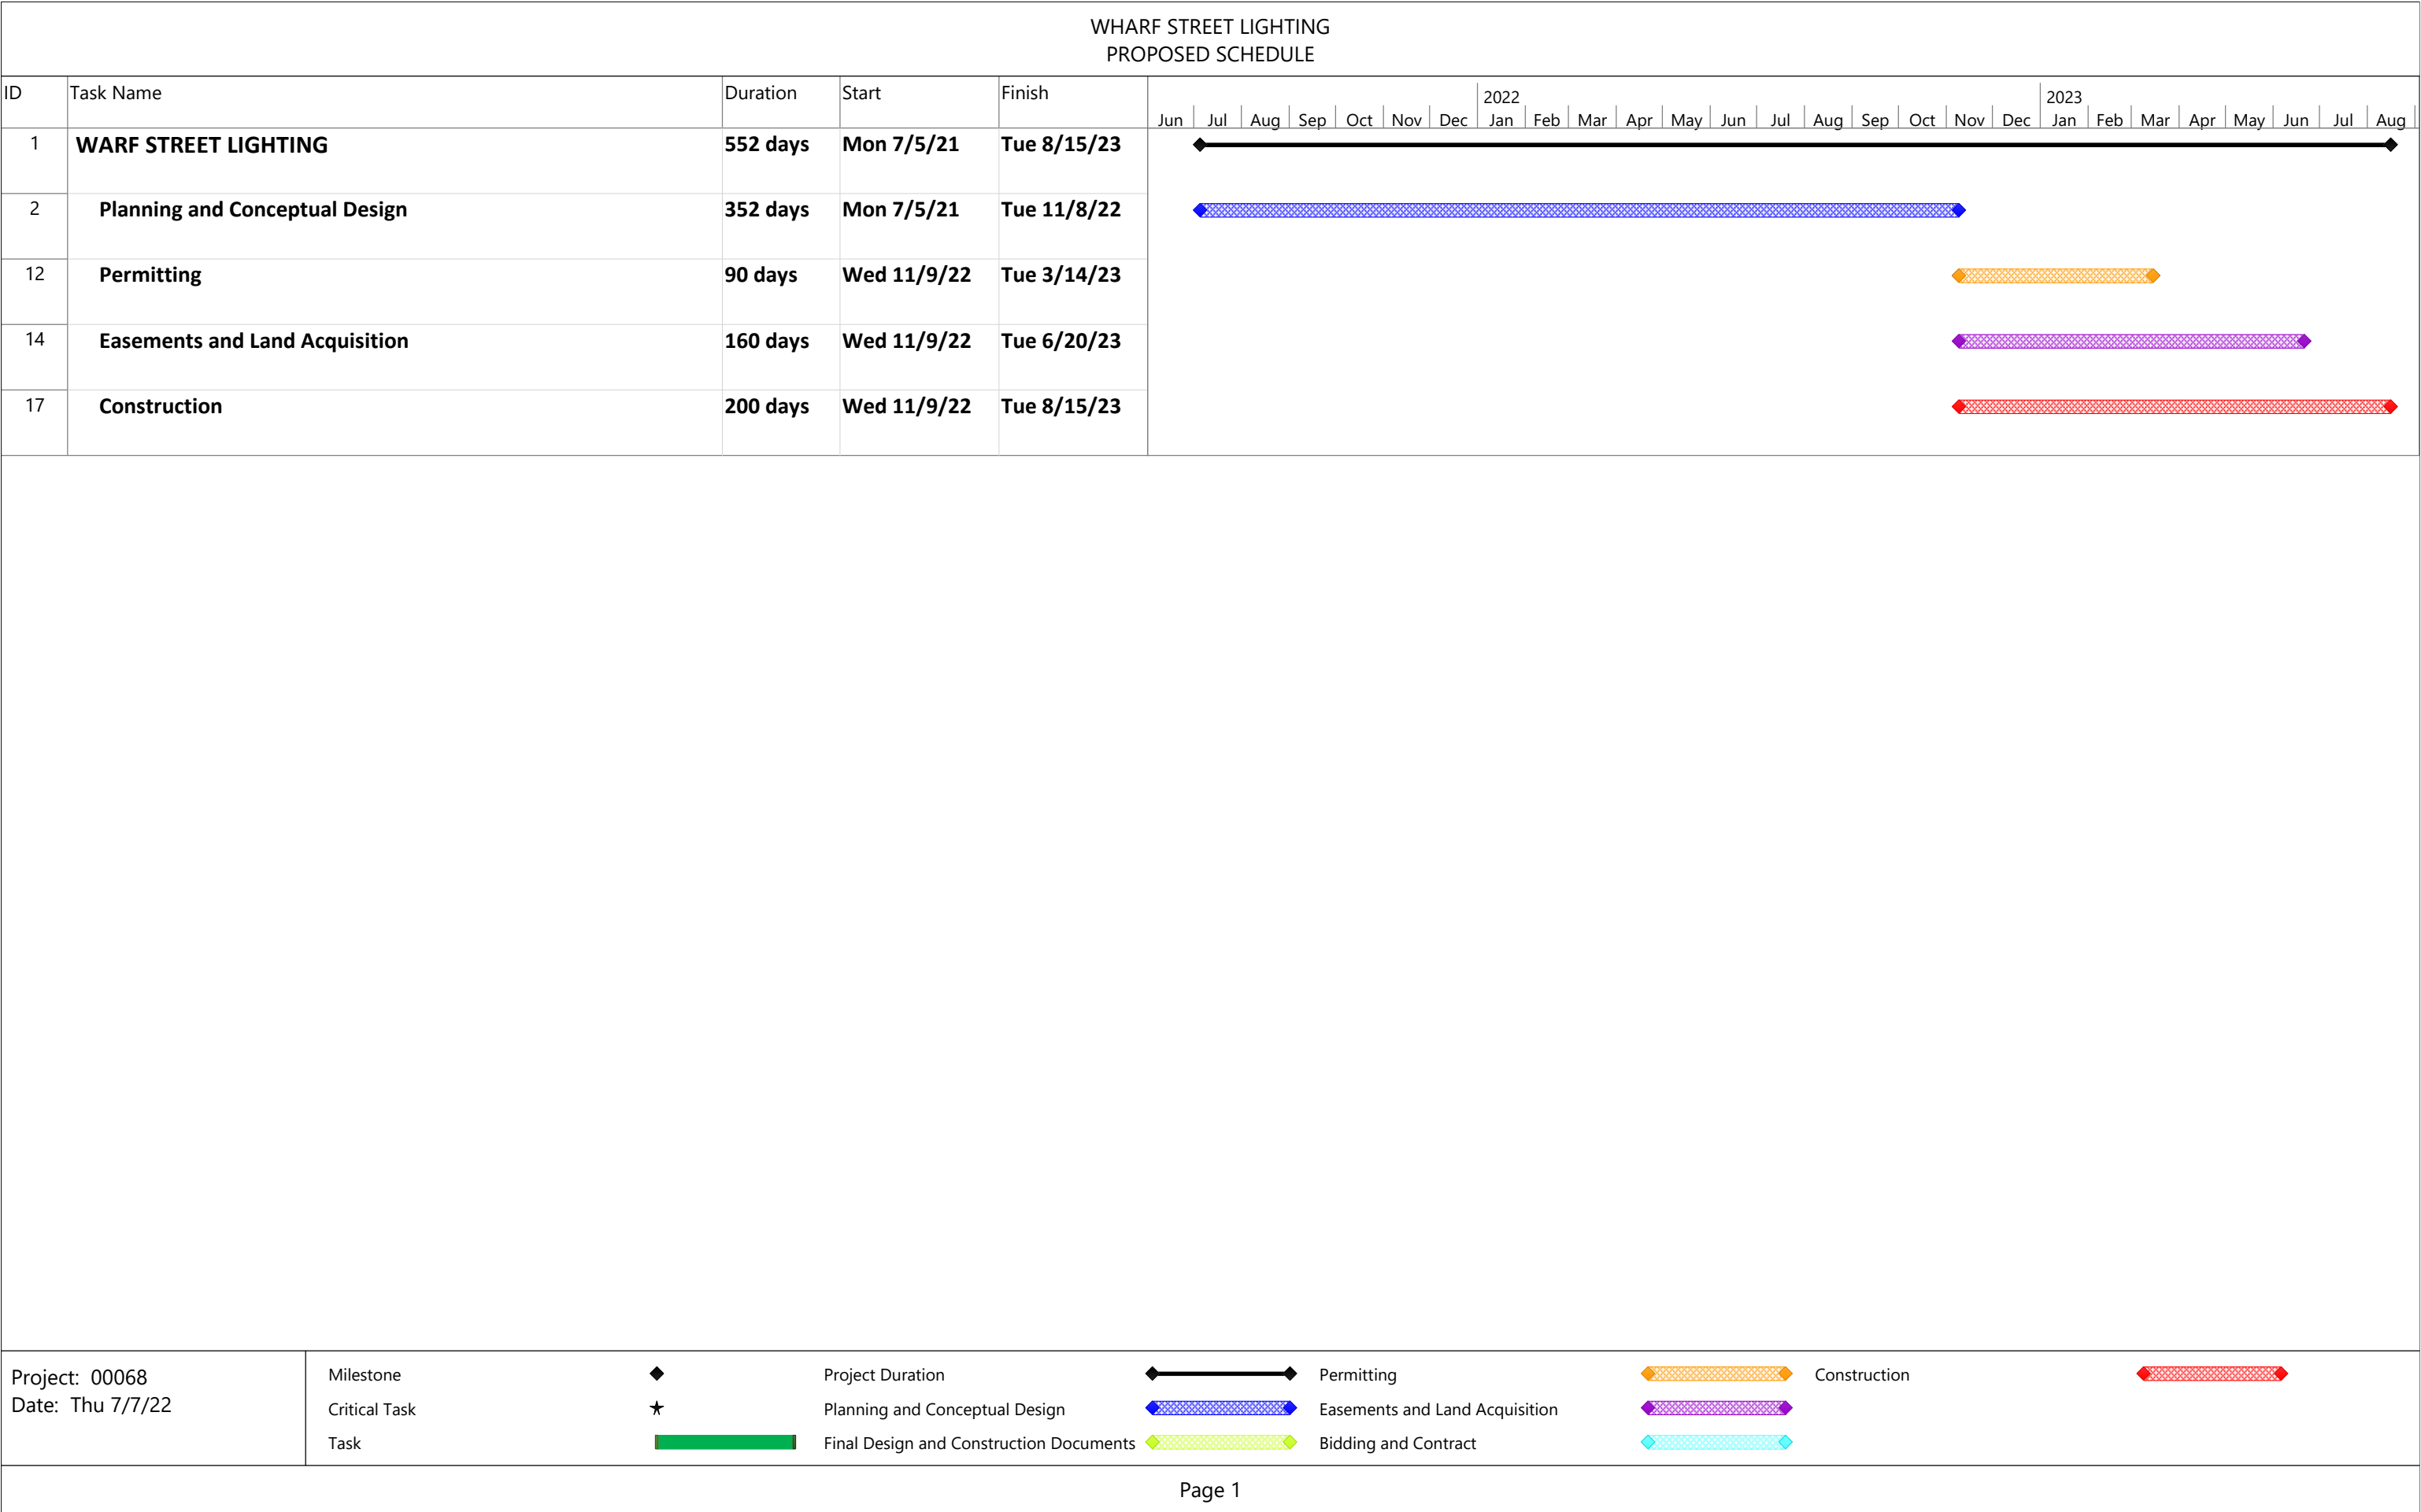 WHARF STREET LIGHTING
PROPOSED SCHEDULE
ID Task Name Duration Start Finish
2022 2023
Jun Jul Aug Sep Oct Nov Dec Jan Feb Mar Apr May Jun Jul Aug Sep Oct Nov Dec Jan Feb Mar Apr May Jun Jul Aug
1 WARF STREET LIGHTING 552 days Mon 7/5/21 Tue 8/15/23
2 Planning and Conceptual Design 352 days Mon 7/5/21 Tue 11/8/22
12 Permitting 90 days Wed 11/9/22 Tue 3/14/23
14 Easements and Land Acquisition 160 days Wed 11/9/22 Tue 6/20/23
17 Construction 200 days Wed 11/9/22 Tue 8/15/23
Project: 00068
Date: Thu 7/7/22
Milestone
Critical Task
Task
Project Duration
Planning and Conceptual Design
Final Design and Construction Documents
Permitting
Easements and Land Acquisition
Bidding and Contract
Construction
Page 1